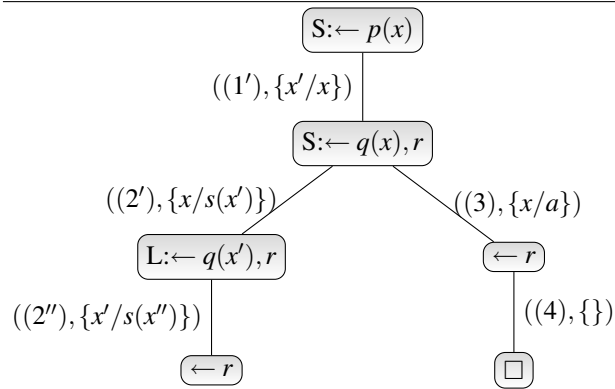 S:← p(x)
((1′), {x′/x})
S:← q(x), r
((2′), {x/s(x′)})
((3), {x/a})
L:← q(x′), r
← r
((2′′), {x′/s(x′′)})
((4), {})
← r
□